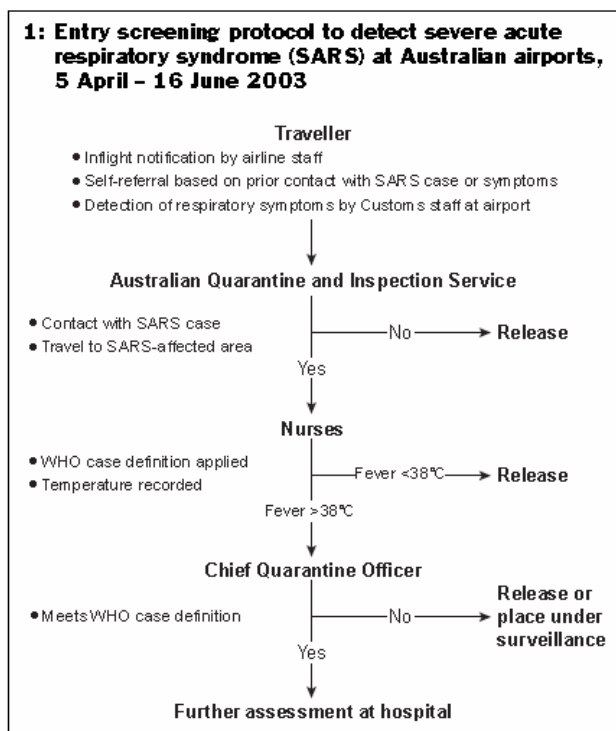 1: Entry screening protocol to detect severe acute
respiratory syndrome (SARS) at Australian airports,
5 April – 16 June 2003
Traveller
• Inflight notification by airline staff
• Self-referral based on prior contact with SARS case or symptoms
• Detection of respiratory symptoms by Customs staff at airport
Australian Quarantine and Inspection Service
• Contact with SARS case
• Travel to SARS-affected area
No
Release
Yes
Nurses
• WHO case definition applied
• Temperature recorded
Fever <38°C
Release
Fever >38°C
Chief Quarantine Officer
• Meets WHO case definition
No
Release or
place under
surveillance
Yes
Further assessment at hospital